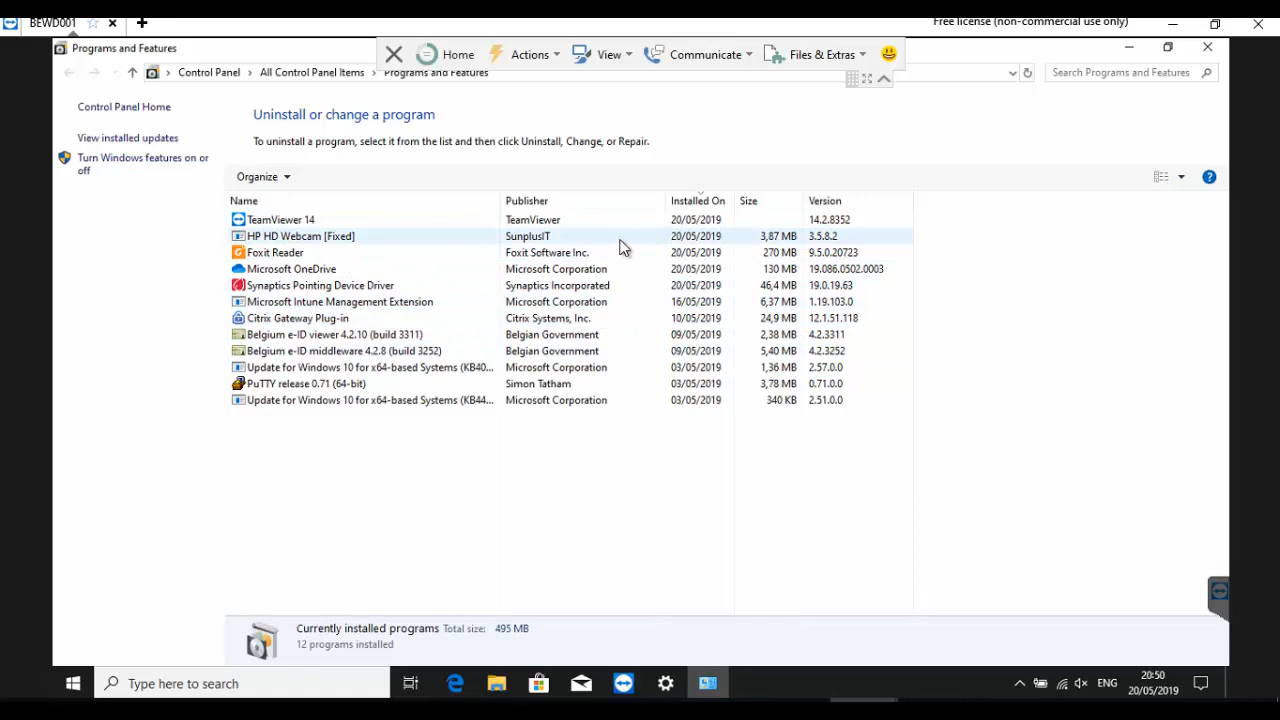 BEWD001
Free license (non-commercial use only)
Programs and Features
Home
Actions
View
Communicate
Files & Extras
Control Panel
All Control Panel Items
Programs and Features
Search Programs and Features
Control Panel Home
View installed updates
Turn Windows features on or
off
Uninstall or change a program
To uninstall a program, select it from the list and then click Uninstall, Change, or Repair.
Organize
Name Publisher Installed On Size Version
TeamViewer 14 TeamViewer 20/05/2019 14.2.8352
HP HD Webcam [Fixed] SunplusIT 20/05/2019 3,87 MB 3.5.8.2
Foxit Reader Foxit Software Inc. 20/05/2019 270 MB 9.5.0.20723
Microsoft OneDrive Microsoft Corporation 20/05/2019 130 MB 19.086.0502.0003
Synaptics Pointing Device Driver Synaptics Incorporated 20/05/2019 46,4 MB 19.0.19.63
Microsoft Intune Management Extension Microsoft Corporation 16/05/2019 6,37 MB 1.19.103.0
Citrix Gateway Plug-in Citrix Systems, Inc. 10/05/2019 24,9 MB 12.1.51.118
Belgium e-ID viewer 4.2.10 (build 3311) Belgian Government 09/05/2019 2,38 MB 4.2.3311
Belgium e-ID middleware 4.2.8 (build 3252) Belgian Government 09/05/2019 5,40 MB 4.2.3252
Update for Windows 10 for x64-based Systems (KB40... Microsoft Corporation 03/05/2019 1,36 MB 2.57.0.0
PuTTY release 0.71 (64-bit) Simon Tatham 03/05/2019 3,78 MB 0.71.0.0
Update for Windows 10 for x64-based Systems (KB44... Microsoft Corporation 03/05/2019 340 KB 2.51.0.0
Currently installed programs Total size: 495 MB
12 programs installed
Type here to search
ENG
20:50
20/05/2019